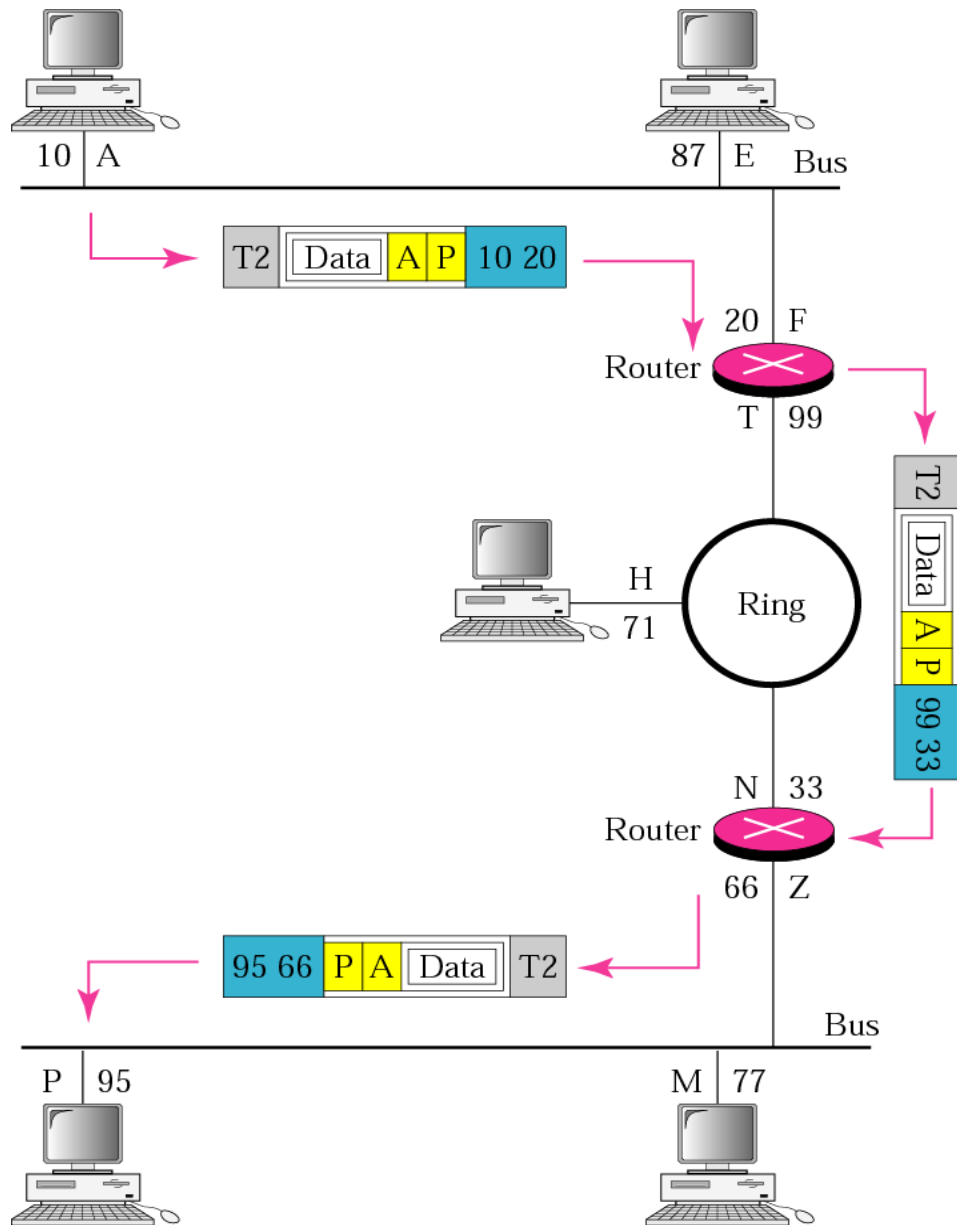 10 A
87 E
Bus
T2 Data A P 10 20
20 F
Router
T 99
T2 Data A P 99 33
H
71
Ring
N 33
Router
66 Z
95 66 P A Data T2
Bus
P 95
M 77